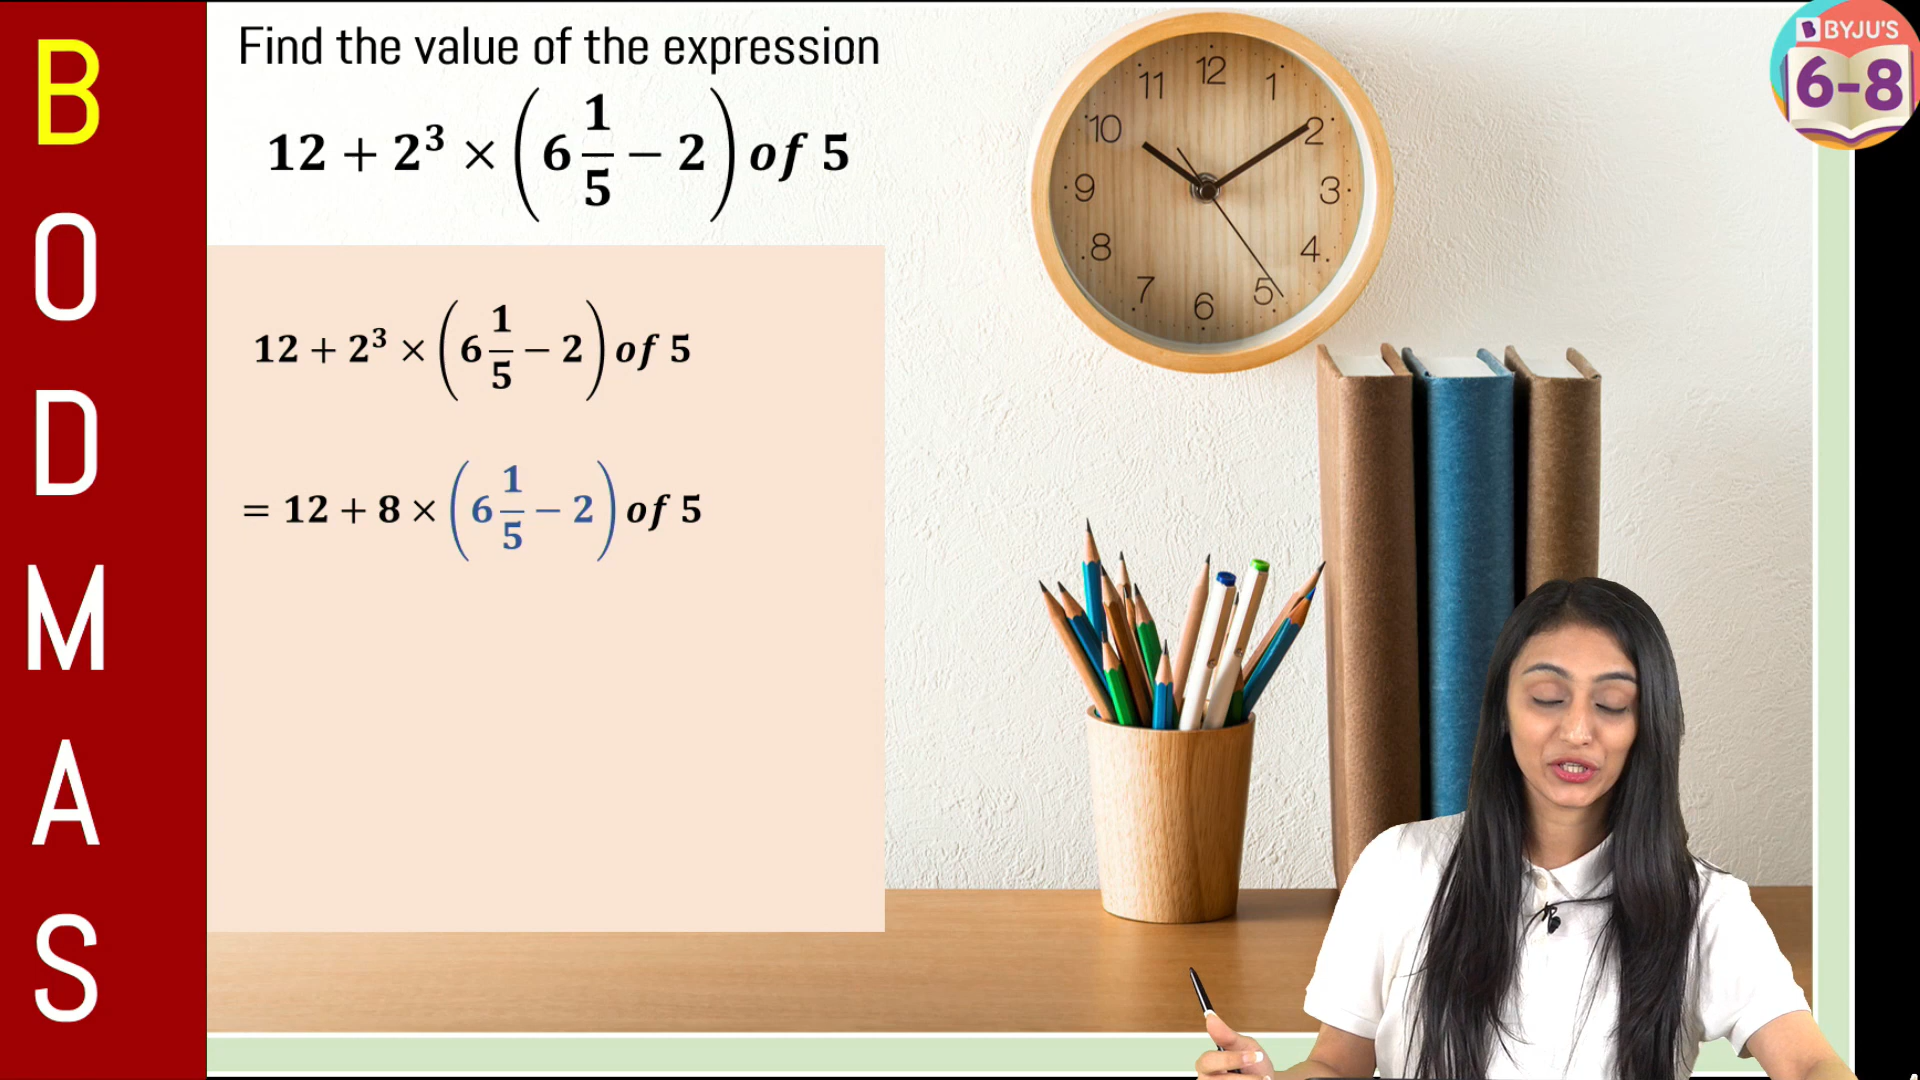 B
O
D
M
A
S
Find the value of the expression
12 + 2³ × (6 1/5 − 2) of 5
12 + 2³ × (6 1/5 − 2) of 5
= 12 + 8 × (6 1/5 − 2) of 5
12
1
2
3
4
5
6
7
8
9
10
11
BYJU'S
6-8